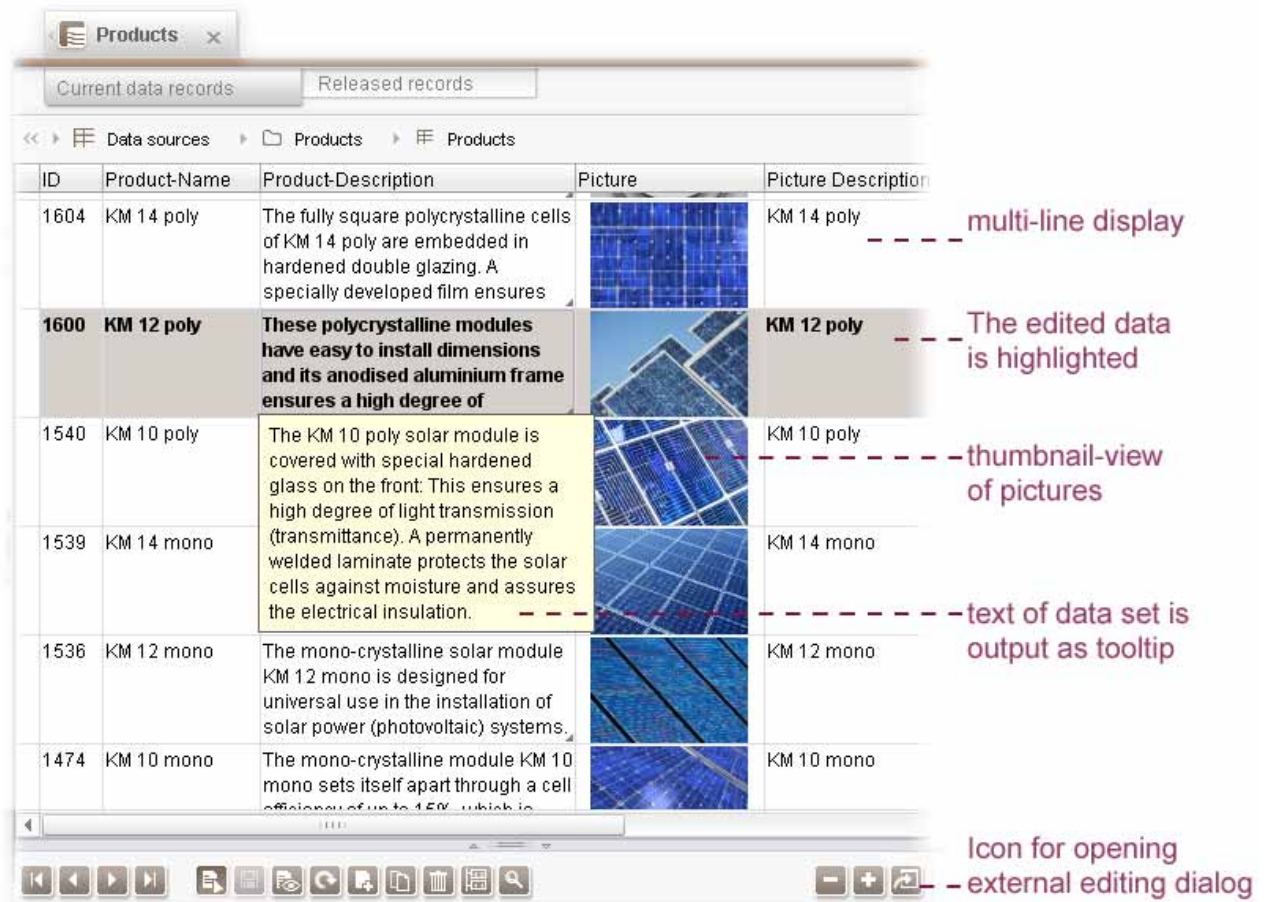 Products ×
Current data records
Released records
Data sources
Products
Products
ID Product-Name Product-Description Picture Picture Description
1604 KM 14 poly The fully square polycrystalline cells
of KM 14 poly are embedded in
hardened double glazing. A
specially developed film ensures
KM 14 poly
multi-line display
1600 KM 12 poly These polycrystalline modules
have easy to install dimensions
and its anodised aluminium frame
ensures a high degree of
KM 12 poly
The edited data
is highlighted
1540 KM 10 poly
The KM 10 poly solar module is
covered with special hardened
glass on the front: This ensures a
high degree of light transmission
(transmittance). A permanently
welded laminate protects the solar
cells against moisture and assures
the electrical insulation.
KM 10 poly
thumbnail-view
of pictures
1539 KM 14 mono
KM 14 mono
text of data set is
output as tooltip
1536 KM 12 mono The mono-crystalline solar module
KM 12 mono is designed for
universal use in the installation of
solar power (photovoltaic) systems.
KM 12 mono
1474 KM 10 mono The mono-crystalline module KM 10
mono sets itself apart through a cell
efficiency of up to 15%, which is
KM 10 mono
Icon for opening
external editing dialog